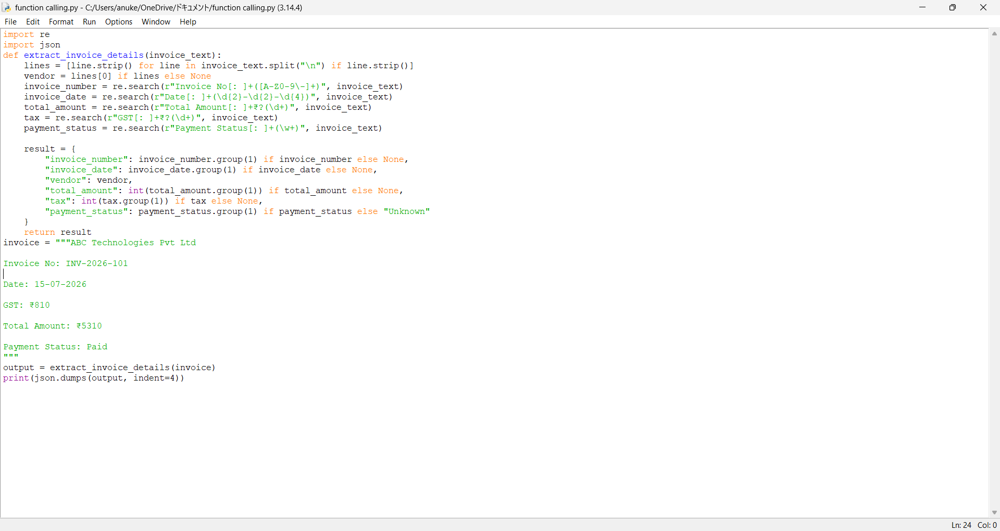 function calling.py - C:/Users/anuke/OneDrive/ドキュメント/function calling.py (3.14.4)
File Edit Format Run Options Window Help
import re
import json
def extract_invoice_details(invoice_text):
    lines = [line.strip() for line in invoice_text.split("\n") if line.strip()]
    vendor = lines[0] if lines else None
    invoice_number = re.search(r"Invoice No[: ]+([A-Z0-9\-]+)", invoice_text)
    invoice_date = re.search(r"Date[: ]+(\d{2}-\d{2}-\d{4})", invoice_text)
    total_amount = re.search(r"Total Amount[: ]+₹?(\d+)", invoice_text)
    tax = re.search(r"GST[: ]+₹?(\d+)", invoice_text)
    payment_status = re.search(r"Payment Status[: ]+(\w+)", invoice_text)
    result = {
        "invoice_number": invoice_number.group(1) if invoice_number else None,
        "invoice_date": invoice_date.group(1) if invoice_date else None,
        "vendor": vendor,
        "total_amount": int(total_amount.group(1)) if total_amount else None,
        "tax": int(tax.group(1)) if tax else None,
        "payment_status": payment_status.group(1) if payment_status else "Unknown"
    }
    return result
invoice = """ABC Technologies Pvt Ltd
Invoice No: INV-2026-101
Date: 15-07-2026
GST: ₹810
Total Amount: ₹5310
Payment Status: Paid
"""
output = extract_invoice_details(invoice)
print(json.dumps(output, indent=4))
Ln: 24 Col: 0